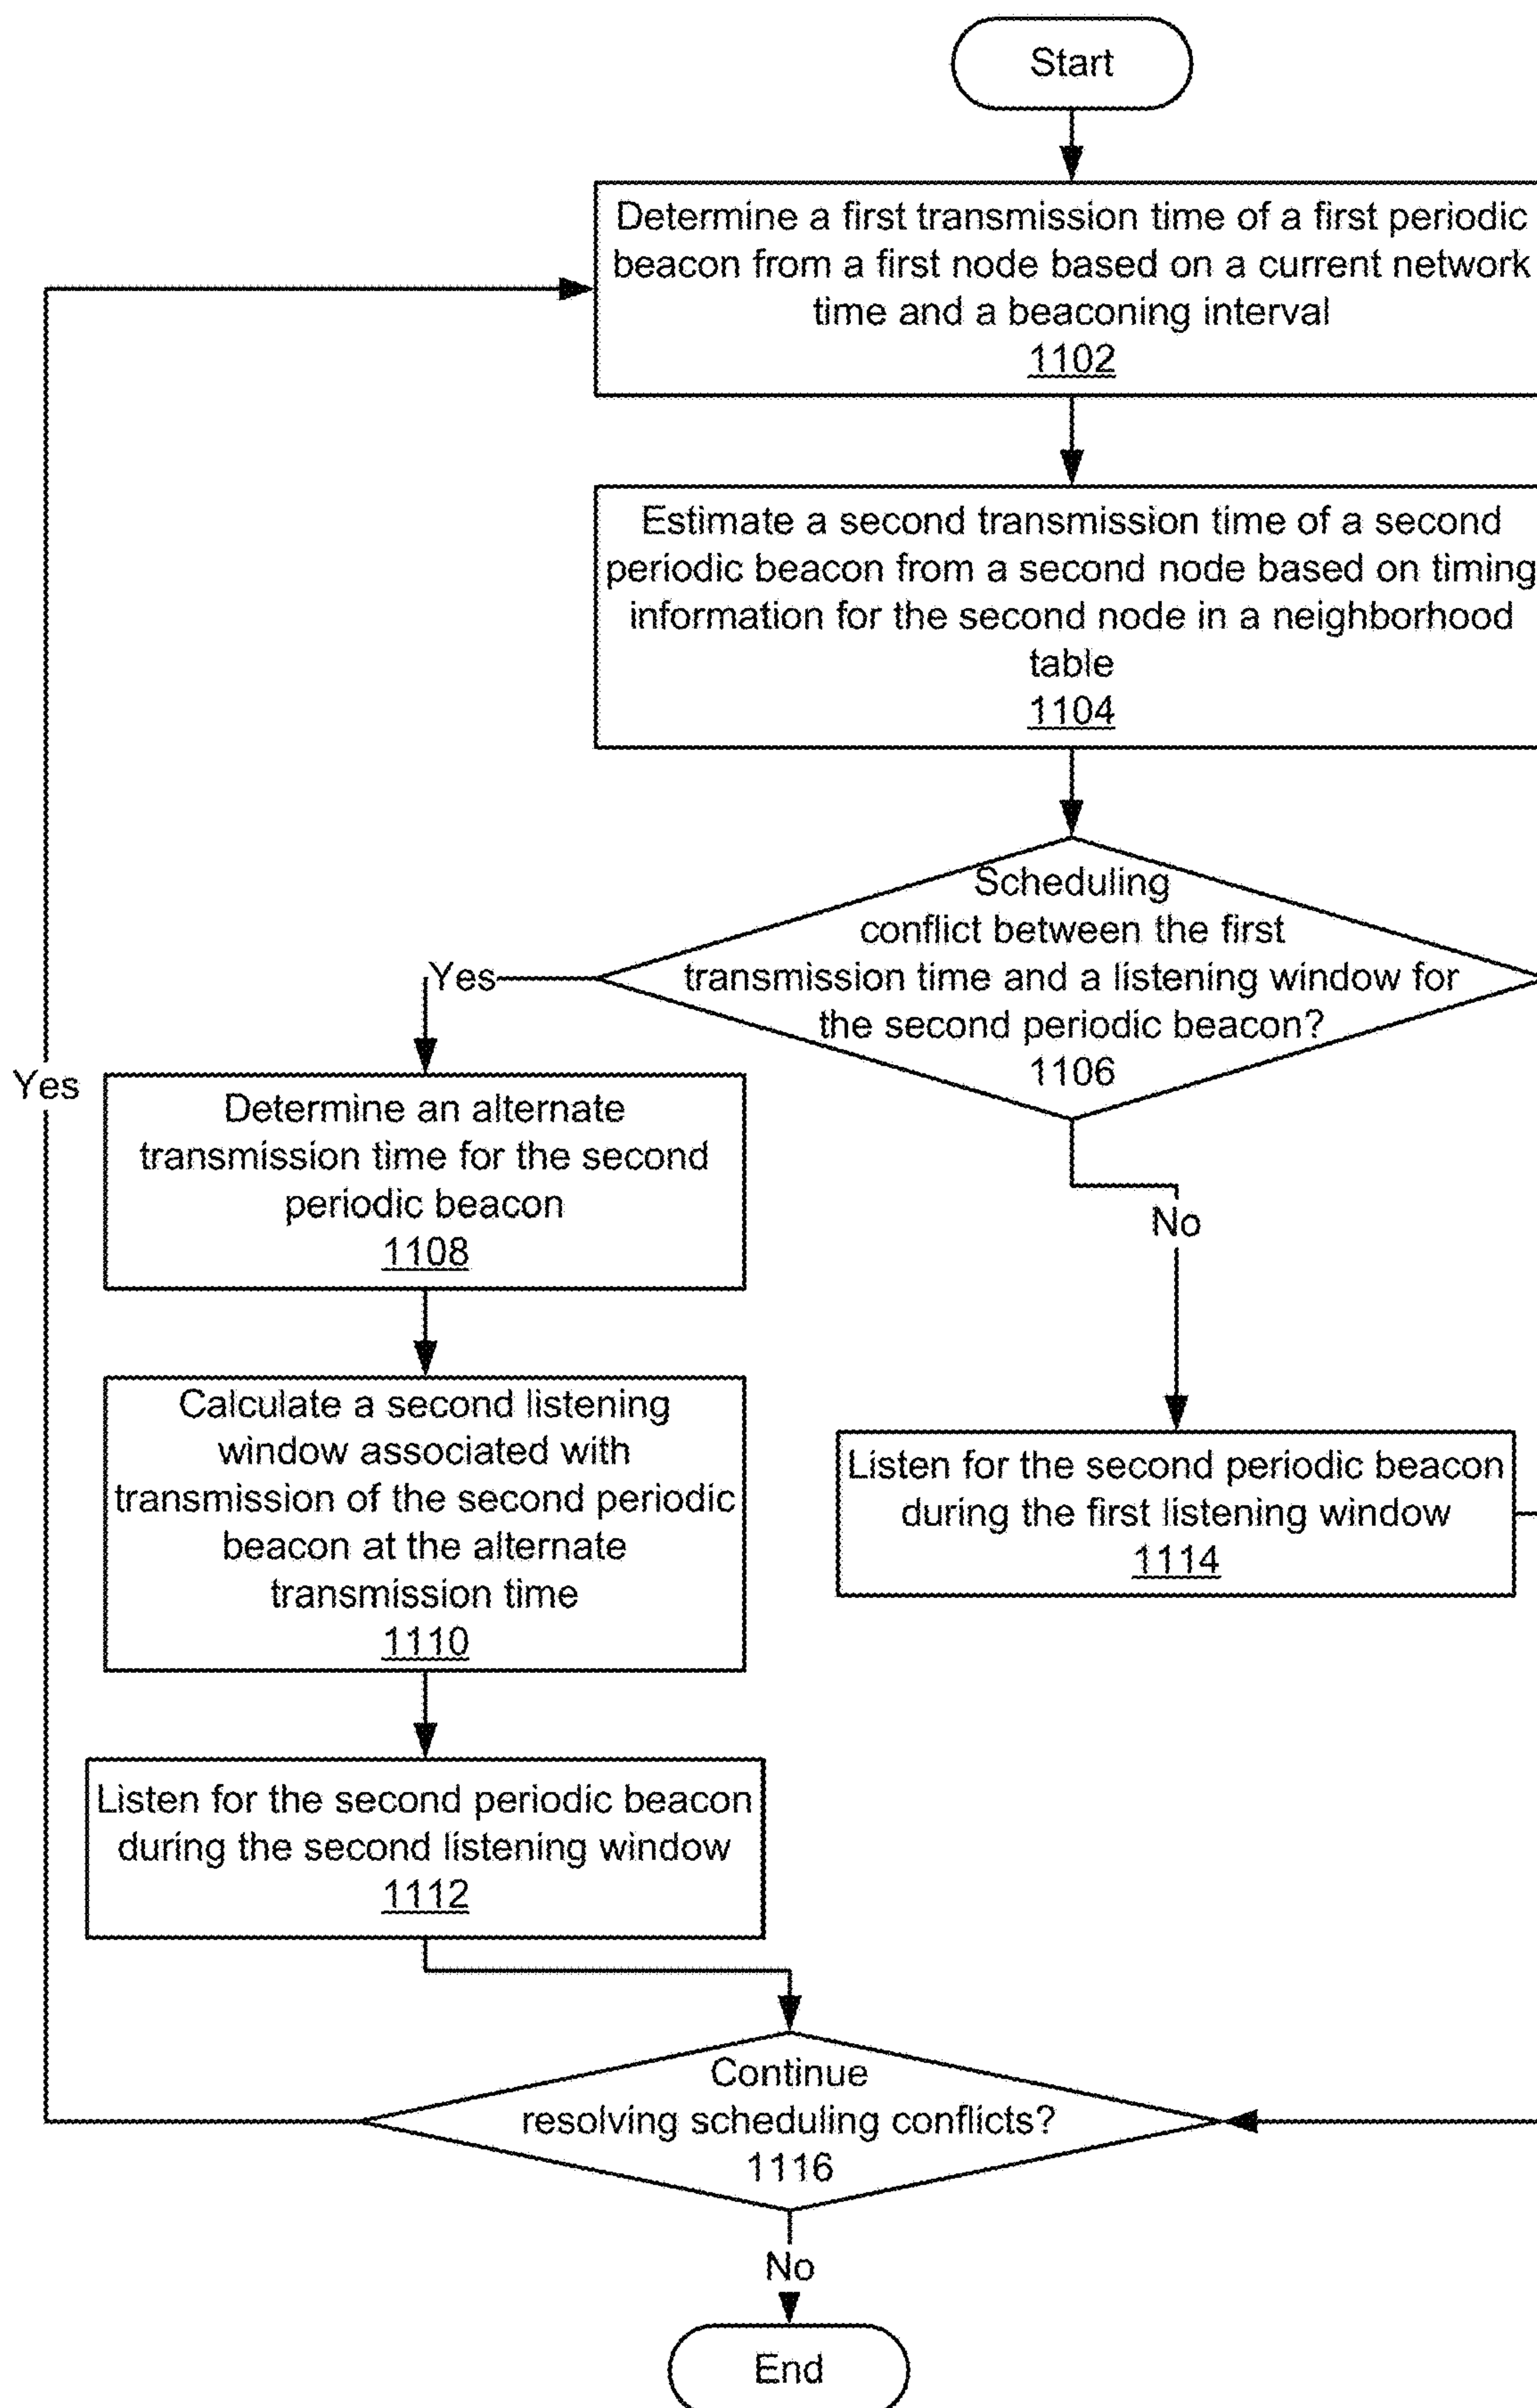 Start
Determine a first transmission time of a first periodic
beacon from a first node based on a current network
time and a beaconing interval
1102
Estimate a second transmission time of a second
periodic beacon from a second node based on timing
information for the second node in a neighborhood
table
1104
Scheduling
conflict between the first
transmission time and a listening window for
the second periodic beacon?
1106
Yes
Yes
Determine an alternate
transmission time for the second
periodic beacon
1108
No
Calculate a second listening
window associated with
transmission of the second periodic
beacon at the alternate
transmission time
1110
Listen for the second periodic beacon
during the first listening window
1114
Listen for the second periodic beacon
during the second listening window
1112
Continue
resolving scheduling conflicts?
1116
No
End